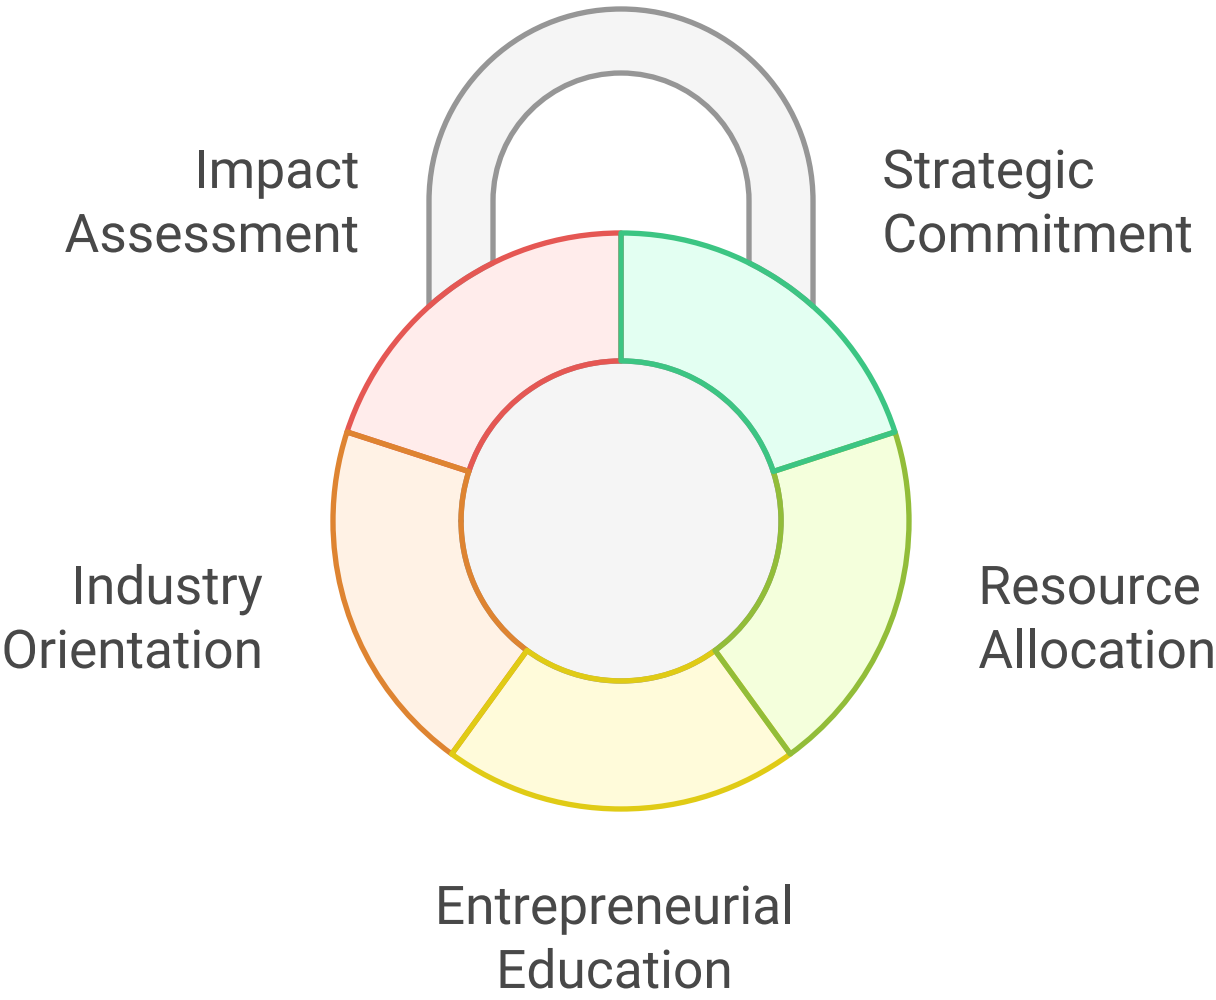 Impact
Assessment
Strategic
Commitment
Industry
Orientation
Resource
Allocation
Entrepreneurial
Education